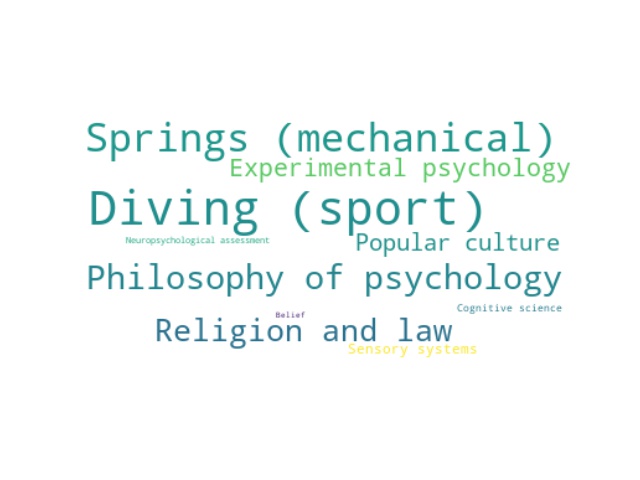 Springs (mechanical)
Experimental psychology
Diving (sport)
Neuropsychological assessment
Popular culture
Philosophy of psychology
Cognitive science
Belief
Religion and law
Sensory systems